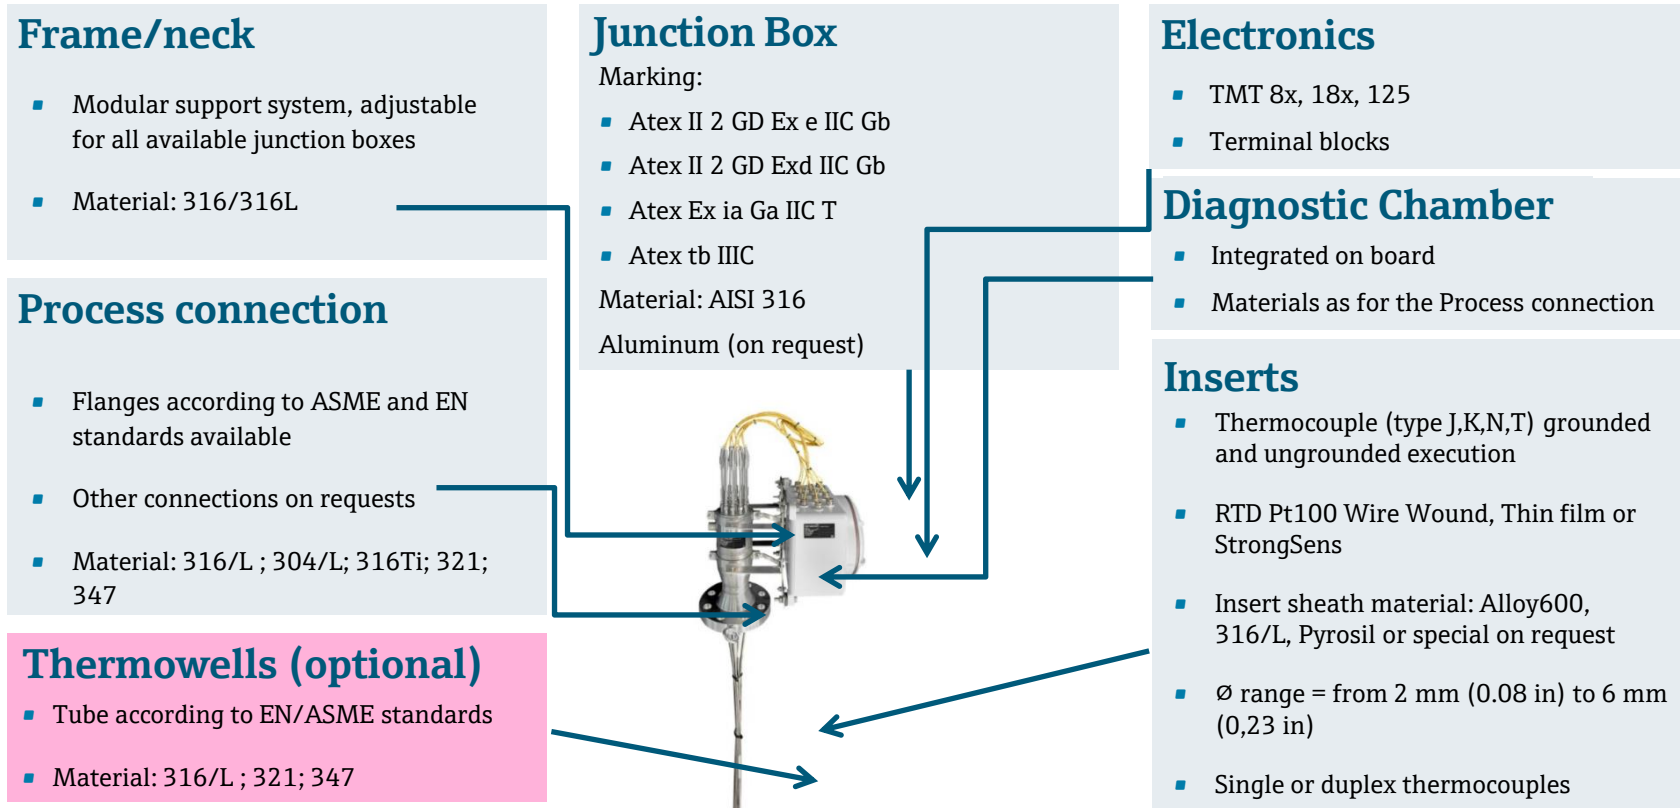 Frame/neck
▪ Modular support system, adjustable
for all available junction boxes
▪ Material: 316/316L
Process connection
▪ Flanges according to ASME and EN
standards available
▪ Other connections on requests
▪ Material: 316/L ; 304/L; 316Ti; 321;
347
Thermowells (optional)
▪ Tube according to EN/ASME standards
▪ Material: 316/L ; 321; 347
Junction Box
Marking:
▪ Atex II 2 GD Ex e IIC Gb
▪ Atex II 2 GD Exd IIC Gb
▪ Atex Ex ia Ga IIC T
▪ Atex tb IIIC
Material: AISI 316
Aluminum (on request)
Electronics
▪ TMT 8x, 18x, 125
▪ Terminal blocks
Diagnostic Chamber
▪ Integrated on board
▪ Materials as for the Process connection
Inserts
▪ Thermocouple (type J,K,N,T) grounded
and ungrounded execution
▪ RTD Pt100 Wire Wound, Thin film or
StrongSens
▪ Insert sheath material: Alloy600,
316/L, Pyrosil or special on request
▪ Ø range = from 2 mm (0.08 in) to 6 mm
(0,23 in)
▪ Single or duplex thermocouples